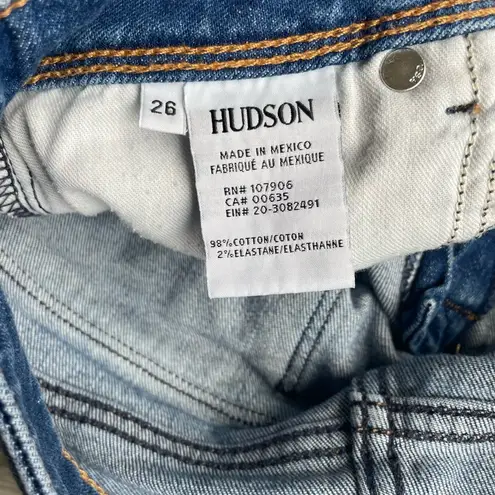 26
HUDSON
MADE IN MEXICO
FABRIQUÉ AU MEXIQUE
RN# 107906
CA# 00635
EIN# 20-3082491
98% COTTON/COTON
2% ELASTANE/ELASTHANNE